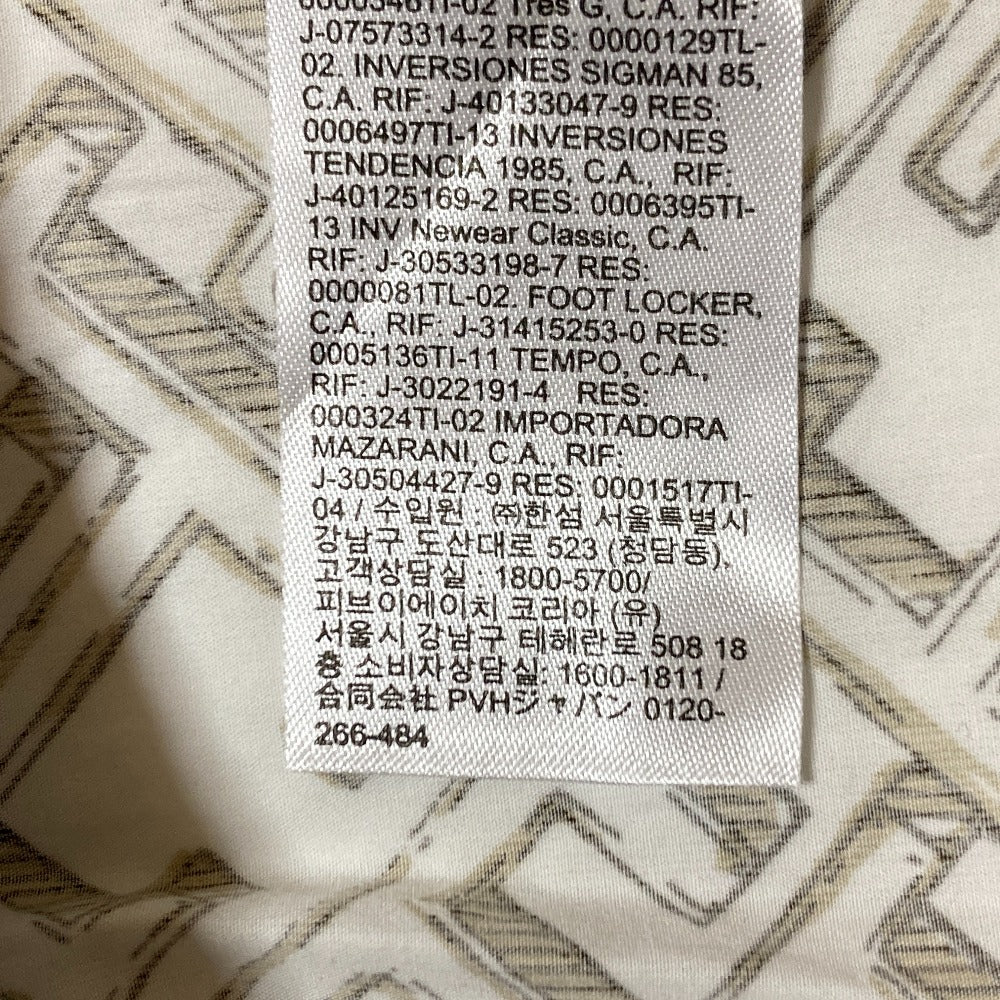 0000346TI-02 Tres G, C.A. RIF:
J-07573314-2 RES: 0000129TL-
02. INVERSIONES SIGMAN 85,
C.A. RIF: J-40133047-9 RES:
0006497TI-13 INVERSIONES
TENDENCIA 1985, C.A., RIF:
J-40125169-2 RES: 0006395TI-
13 INV Newear Classic, C.A.
RIF: J-30533198-7 RES:
0000081TL-02. FOOT LOCKER,
C.A., RIF: J-31415253-0 RES:
0005136TI-11 TEMPO, C.A.,
RIF: J-3022191-4 RES:
000324TI-02 IMPORTADORA
MAZARANI, C.A., RIF:
J-30504427-9 RES: 0001517TI-
04 / 수입원 : ㈜한섬 서울특별시
강남구 도산대로 523 (청담동).
고객상담실 : 1800-5700/
피브이에이치 코리아 (유)
서울시 강남구 테헤란로 508 18
층 소비자상담실: 1600-1811 /
合同会社 PVHジャパン 0120-
266-484